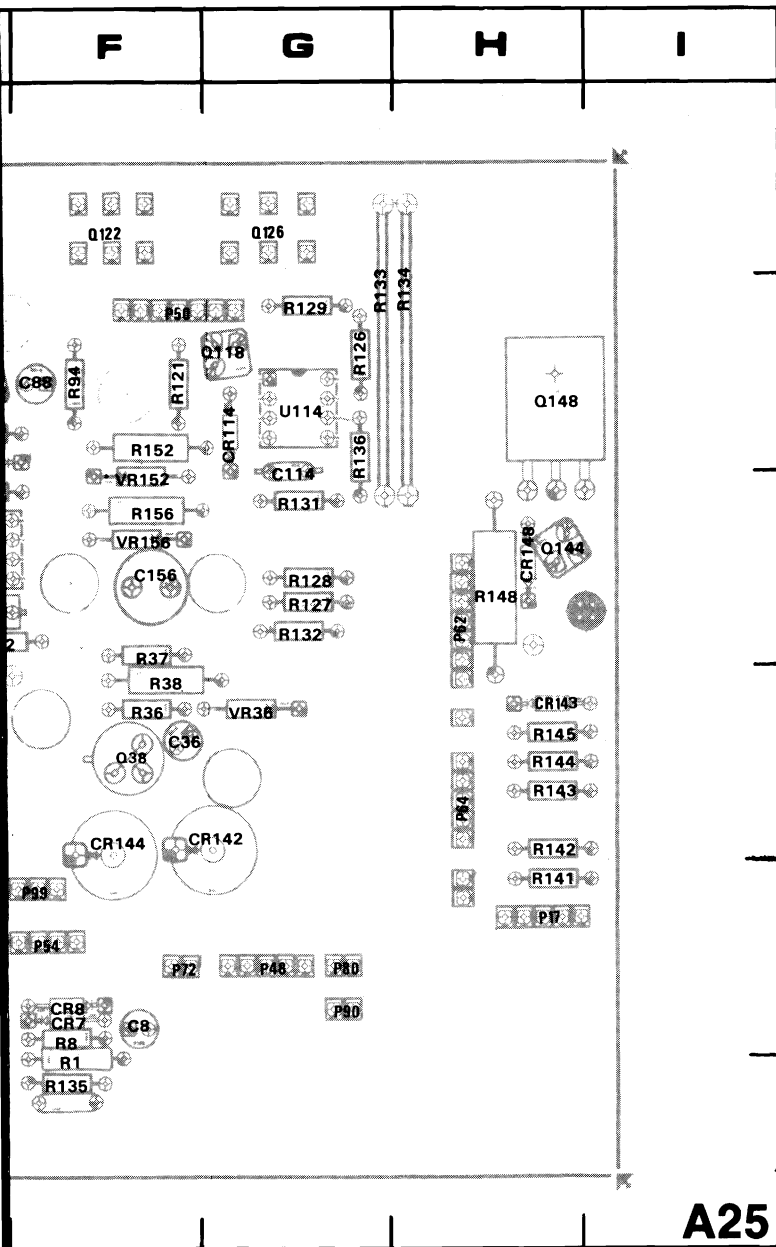 F G H I
Q122 Q126
R133 R134
P50 R129
Q118 R126
C88 R94 R121
CR114 U114 Q148
R152 R136
VR152 C114
R131
R156
VR156 CR148 Q144
C156 R128
R127 R148
R132 P62
2 R37
R38
R36 VR36 CR143
C36 R145
Q38 R144
R143
P64
CR144 CR142 R142
R141
P99
P17
P54
P72 P48 P80
CR8 P90
CR7 C8
R8
R1
R135
A25